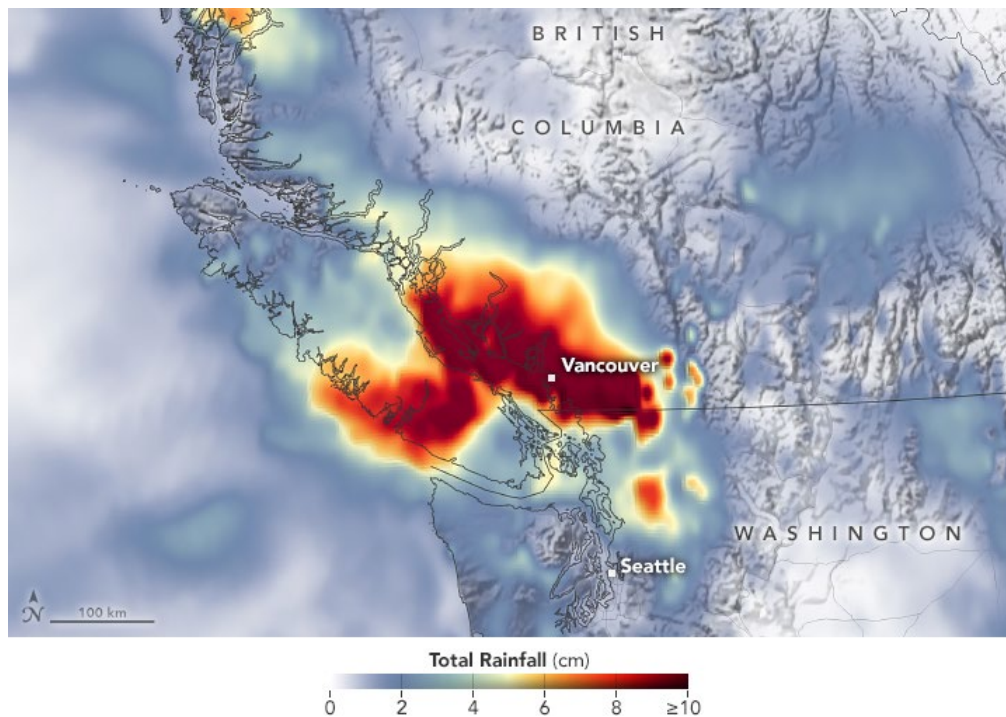 BRITISH
COLUMBIA
Vancouver
WASHINGTON
Seattle
N
100 km
Total Rainfall (cm)
0 2 4 6 8 ≥10